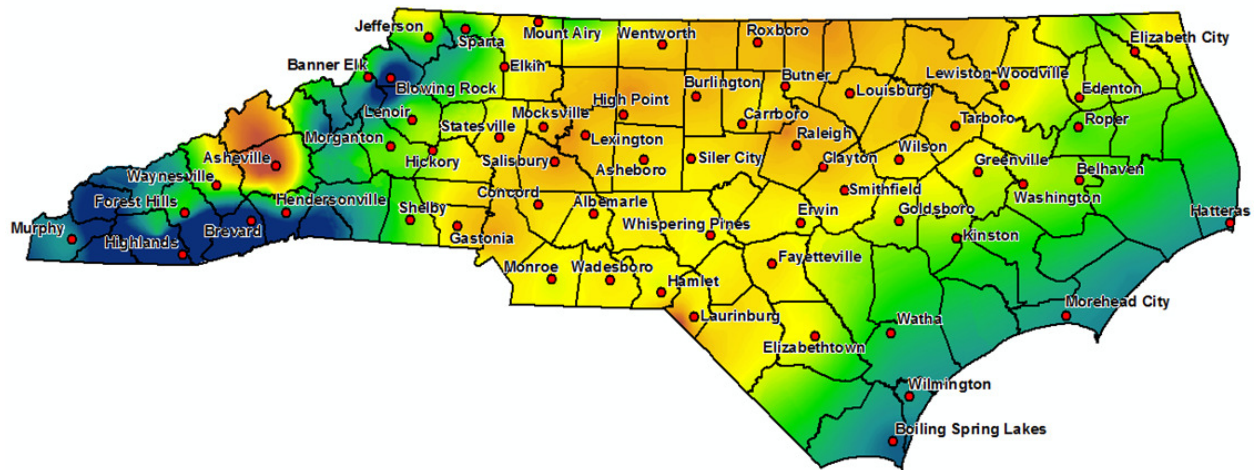 Jefferson
Sparta
Mount Airy
Wentworth
Roxboro
Elizabeth City
Banner Elk
Blowing Rock
Elkin
Burlington
Butner
Louisburg
Lewiston-Woodville
Edenton
Lenoir
Statesville
Mocksville
High Point
Carrboro
Raleigh
Tarboro
Roper
Morganton
Hickory
Salisbury
Lexington
Asheboro
Siler City
Clayton
Wilson
Greenville
Belhaven
Asheville
Waynesville
Washington
Forest Hills
Hendersonville
Shelby
Concord
Albemarle
Whispering Pines
Erwin
Smithfield
Goldsboro
Hatteras
Murphy
Highlands
Brevard
Gastonia
Kinston
Monroe
Wadesboro
Hamlet
Fayetteville
Laurinburg
Elizabethtown
Watha
Morehead City
Wilmington
Boiling Spring Lakes